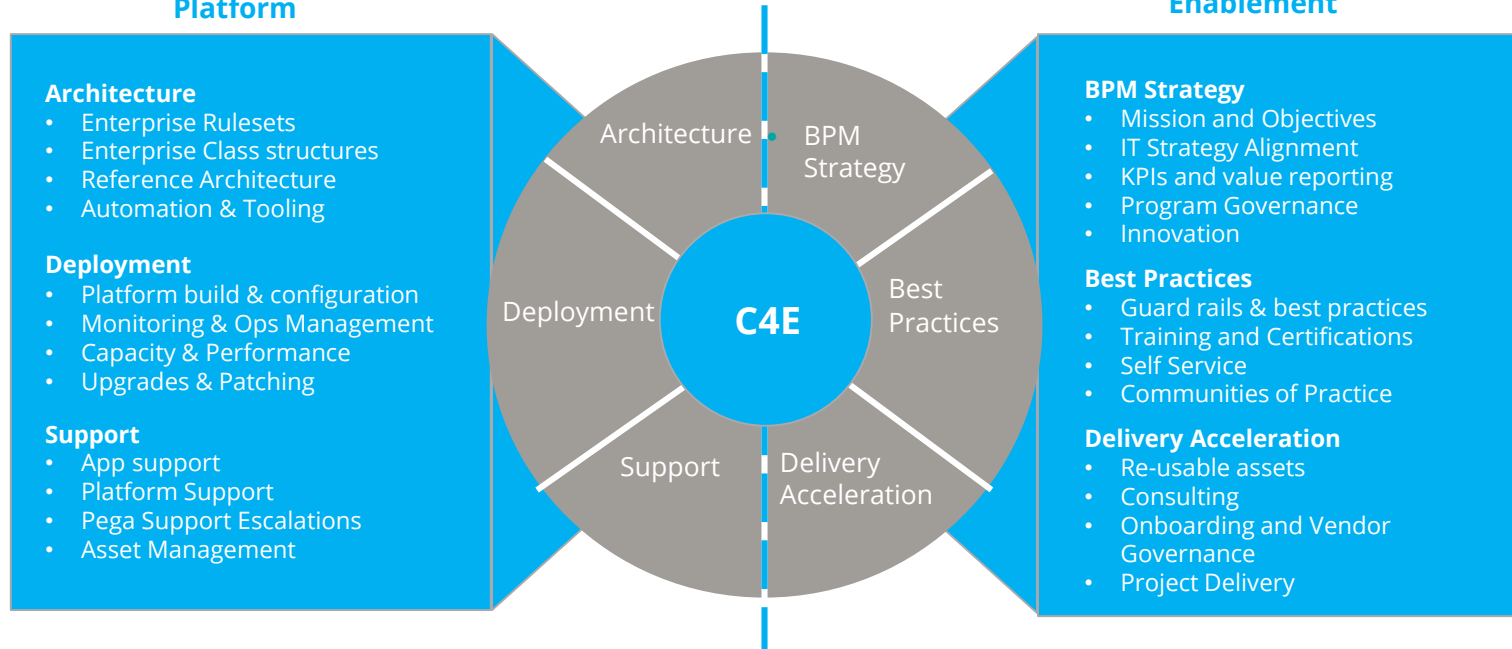 Platform
Architecture
• Enterprise Rulesets
• Enterprise Class structures
• Reference Architecture
• Automation & Tooling
Deployment
• Platform build & configuration
• Monitoring & Ops Management
• Capacity & Performance
• Upgrades & Patching
Support
• App support
• Platform Support
• Pega Support Escalations
• Asset Management
Architecture
• BPM
Strategy
Deployment
C4E
Best
Practices
Support
Delivery
Acceleration
Enablement
BPM Strategy
• Mission and Objectives
• IT Strategy Alignment
• KPIs and value reporting
• Program Governance
• Innovation
Best Practices
• Guard rails & best practices
• Training and Certifications
• Self Service
• Communities of Practice
Delivery Acceleration
• Re-usable assets
• Consulting
• Onboarding and Vendor
Governance
• Project Delivery